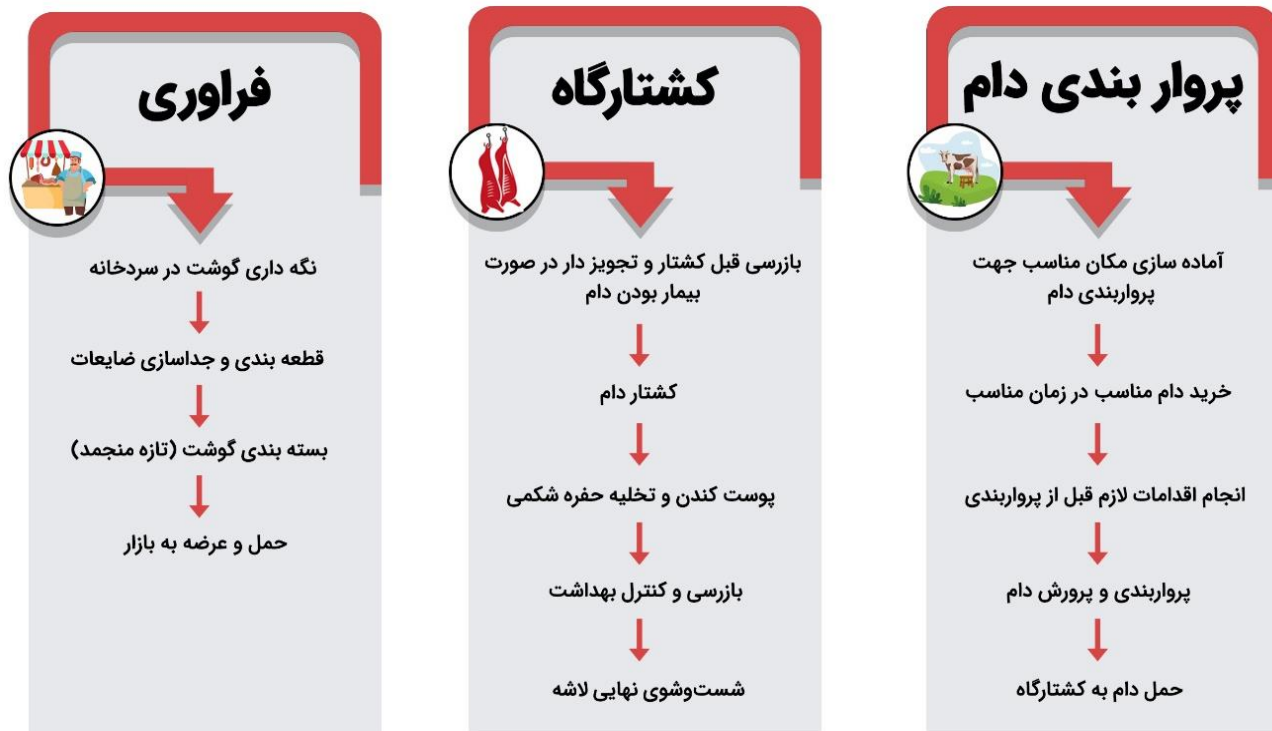 پروار بندی دام
آماده سازی مکان مناسب جهت
پرواربندی دام
خرید دام مناسب در زمان مناسب
انجام اقدامات لازم قبل از پرواربندی
پرواربندی و پرورش دام
حمل دام به کشتارگاه
کشتارگاه
بازرسی قبل کشتار و تجویز دار در صورت
بیمار بودن دام
کشتار دام
پوست کندن و تخلیه حفره شکمی
بازرسی و کنترل بهداشت
شست‌وشوی نهایی لاشه
فراوری
نگه داری گوشت در سردخانه
قطعه بندی و جداسازی ضایعات
بسته بندی گوشت (تازه منجمد)
حمل و عرضه به بازار